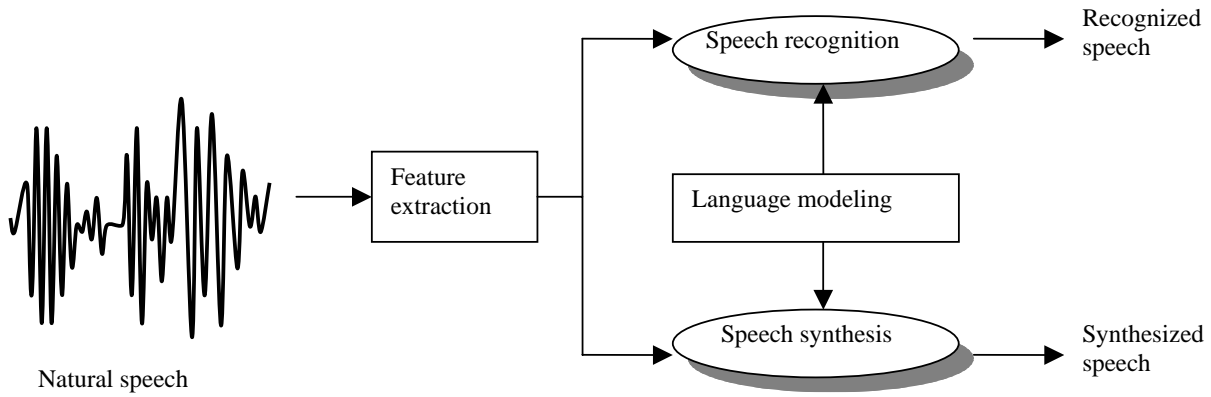 Recognized
speech
Speech recognition
Feature
extraction
Language modeling
Speech synthesis
Synthesized
speech
Natural speech